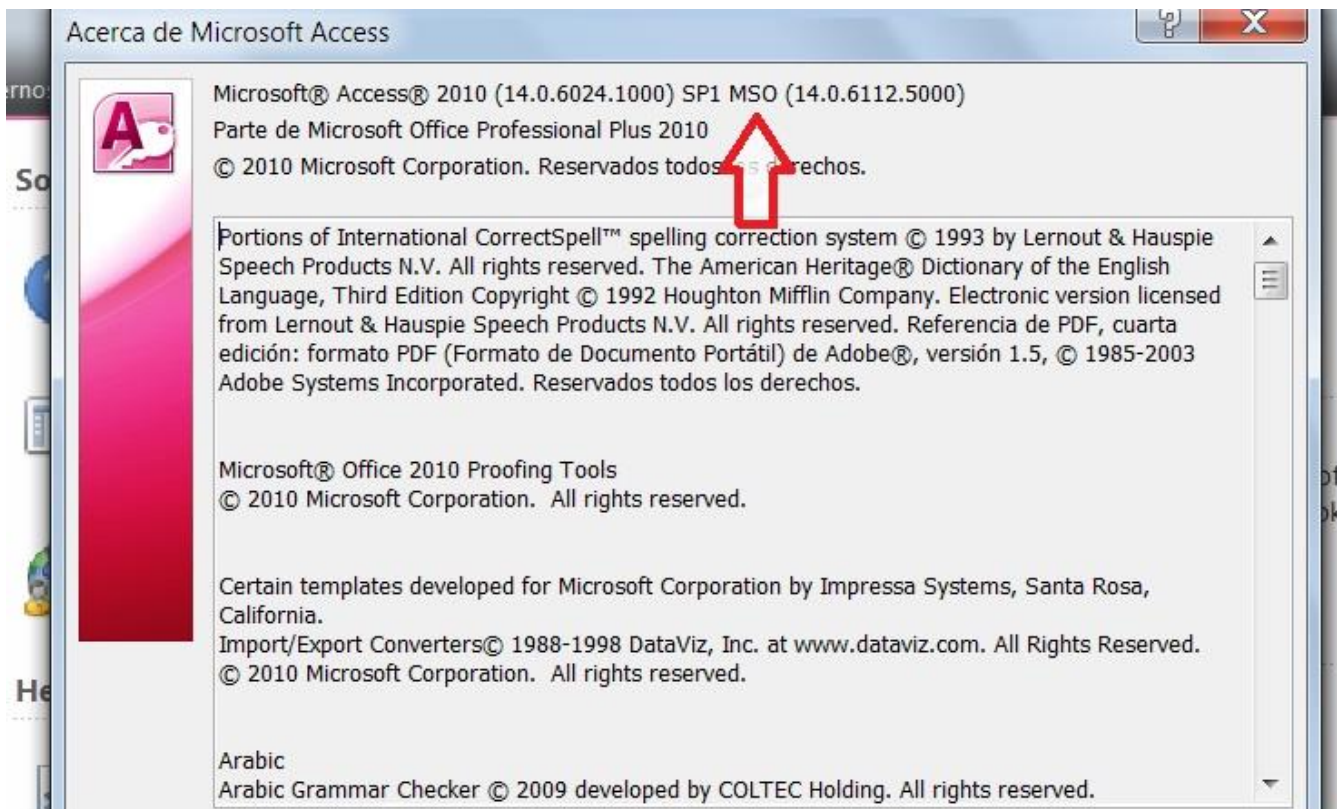 Acerca de Microsoft Access
Microsoft® Access® 2010 (14.0.6024.1000) SP1 MSO (14.0.6112.5000)
Parte de Microsoft Office Professional Plus 2010
© 2010 Microsoft Corporation. Reservados todos los derechos.
Portions of International CorrectSpell™ spelling correction system © 1993 by Lernout & Hauspie
Speech Products N.V. All rights reserved. The American Heritage® Dictionary of the English
Language, Third Edition Copyright © 1992 Houghton Mifflin Company. Electronic version licensed
from Lernout & Hauspie Speech Products N.V. All rights reserved. Referencia de PDF, cuarta
edición: formato PDF (Formato de Documento Portátil) de Adobe®, versión 1.5, © 1985-2003
Adobe Systems Incorporated. Reservados todos los derechos.
Microsoft® Office 2010 Proofing Tools
© 2010 Microsoft Corporation. All rights reserved.
Certain templates developed for Microsoft Corporation by Impressa Systems, Santa Rosa,
California.
Import/Export Converters© 1988-1998 DataViz, Inc. at www.dataviz.com. All Rights Reserved.
© 2010 Microsoft Corporation. All rights reserved.
Arabic
Arabic Grammar Checker © 2009 developed by COLTEC Holding. All rights reserved.